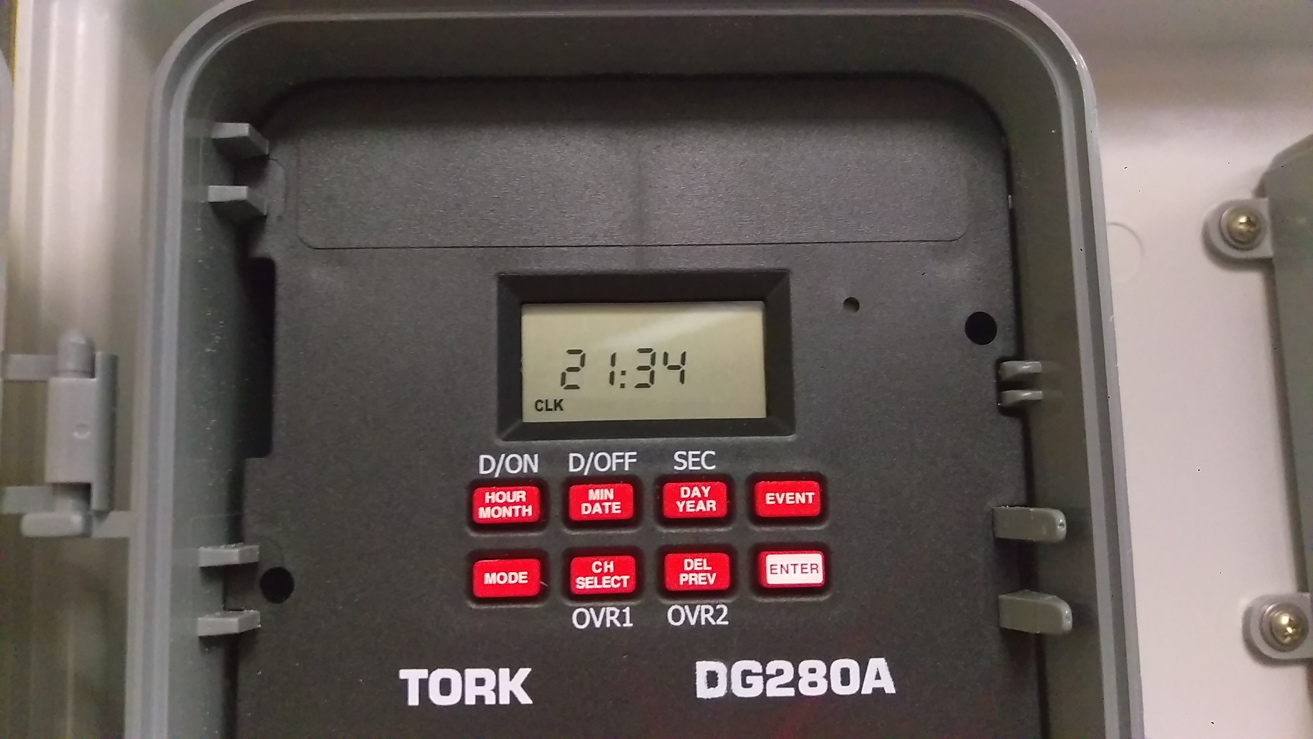 21:34
CLK
D/ON D/OFF SEC
HOUR MONTH MIN DATE DAY YEAR EVENT
MODE CH SELECT DEL PREV ENTER
OVR1 OVR2
TORK DG280A